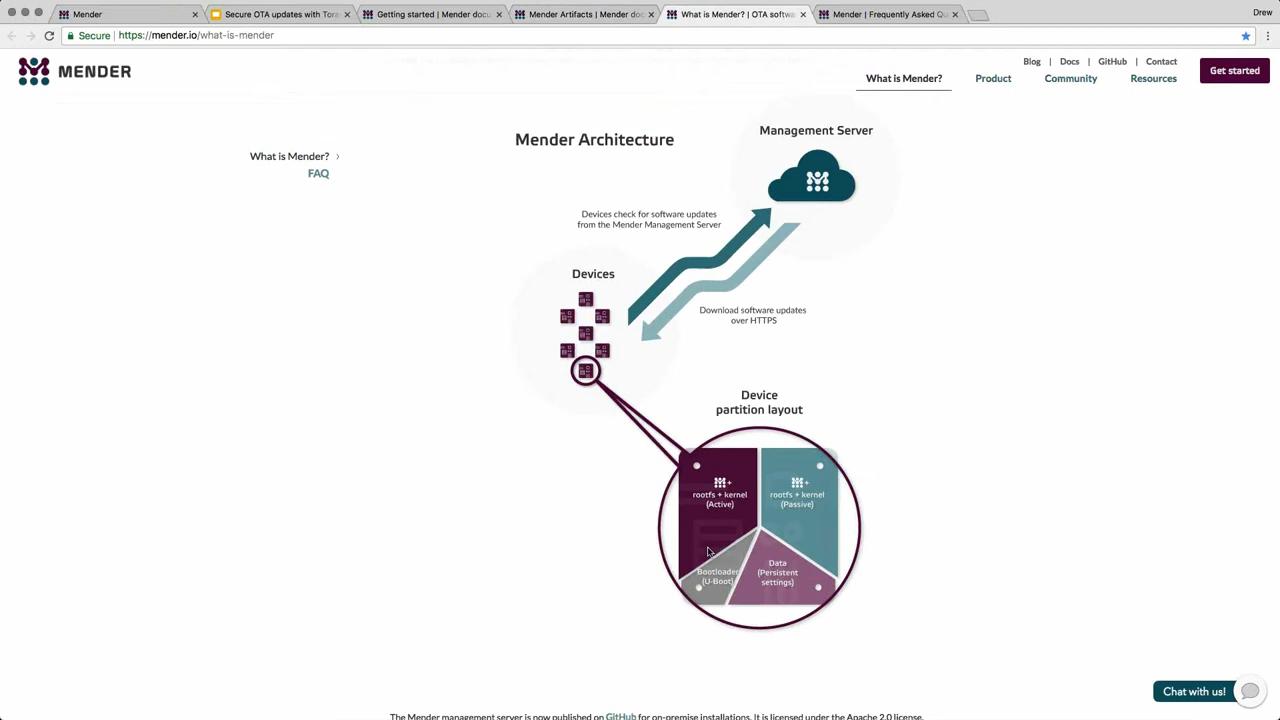 Mender
Secure OTA updates with Tora
Getting started | Mender docu
Mender Artifacts | Mender doc
What is Mender? | OTA softwa
Mender | Frequently Asked Qu
Drew
Secure
https://mender.io/what-is-mender
MENDER
Blog | Docs | GitHub | Contact
What is Mender? Product Community Resources
Get started
What is Mender?
FAQ
Mender Architecture
Management Server
Devices check for software updates
from the Mender Management Server
Devices
Download software updates
over HTTPS
Device
partition layout
+
rootfs + kernel
(Active)
+
rootfs + kernel
(Passive)
Bootloader
(U-Boot)
Data
(Persistent
settings)
Chat with us!
The Mender management server is now published on GitHub for on-premise installations. It is licensed under the Apache 2.0 license.